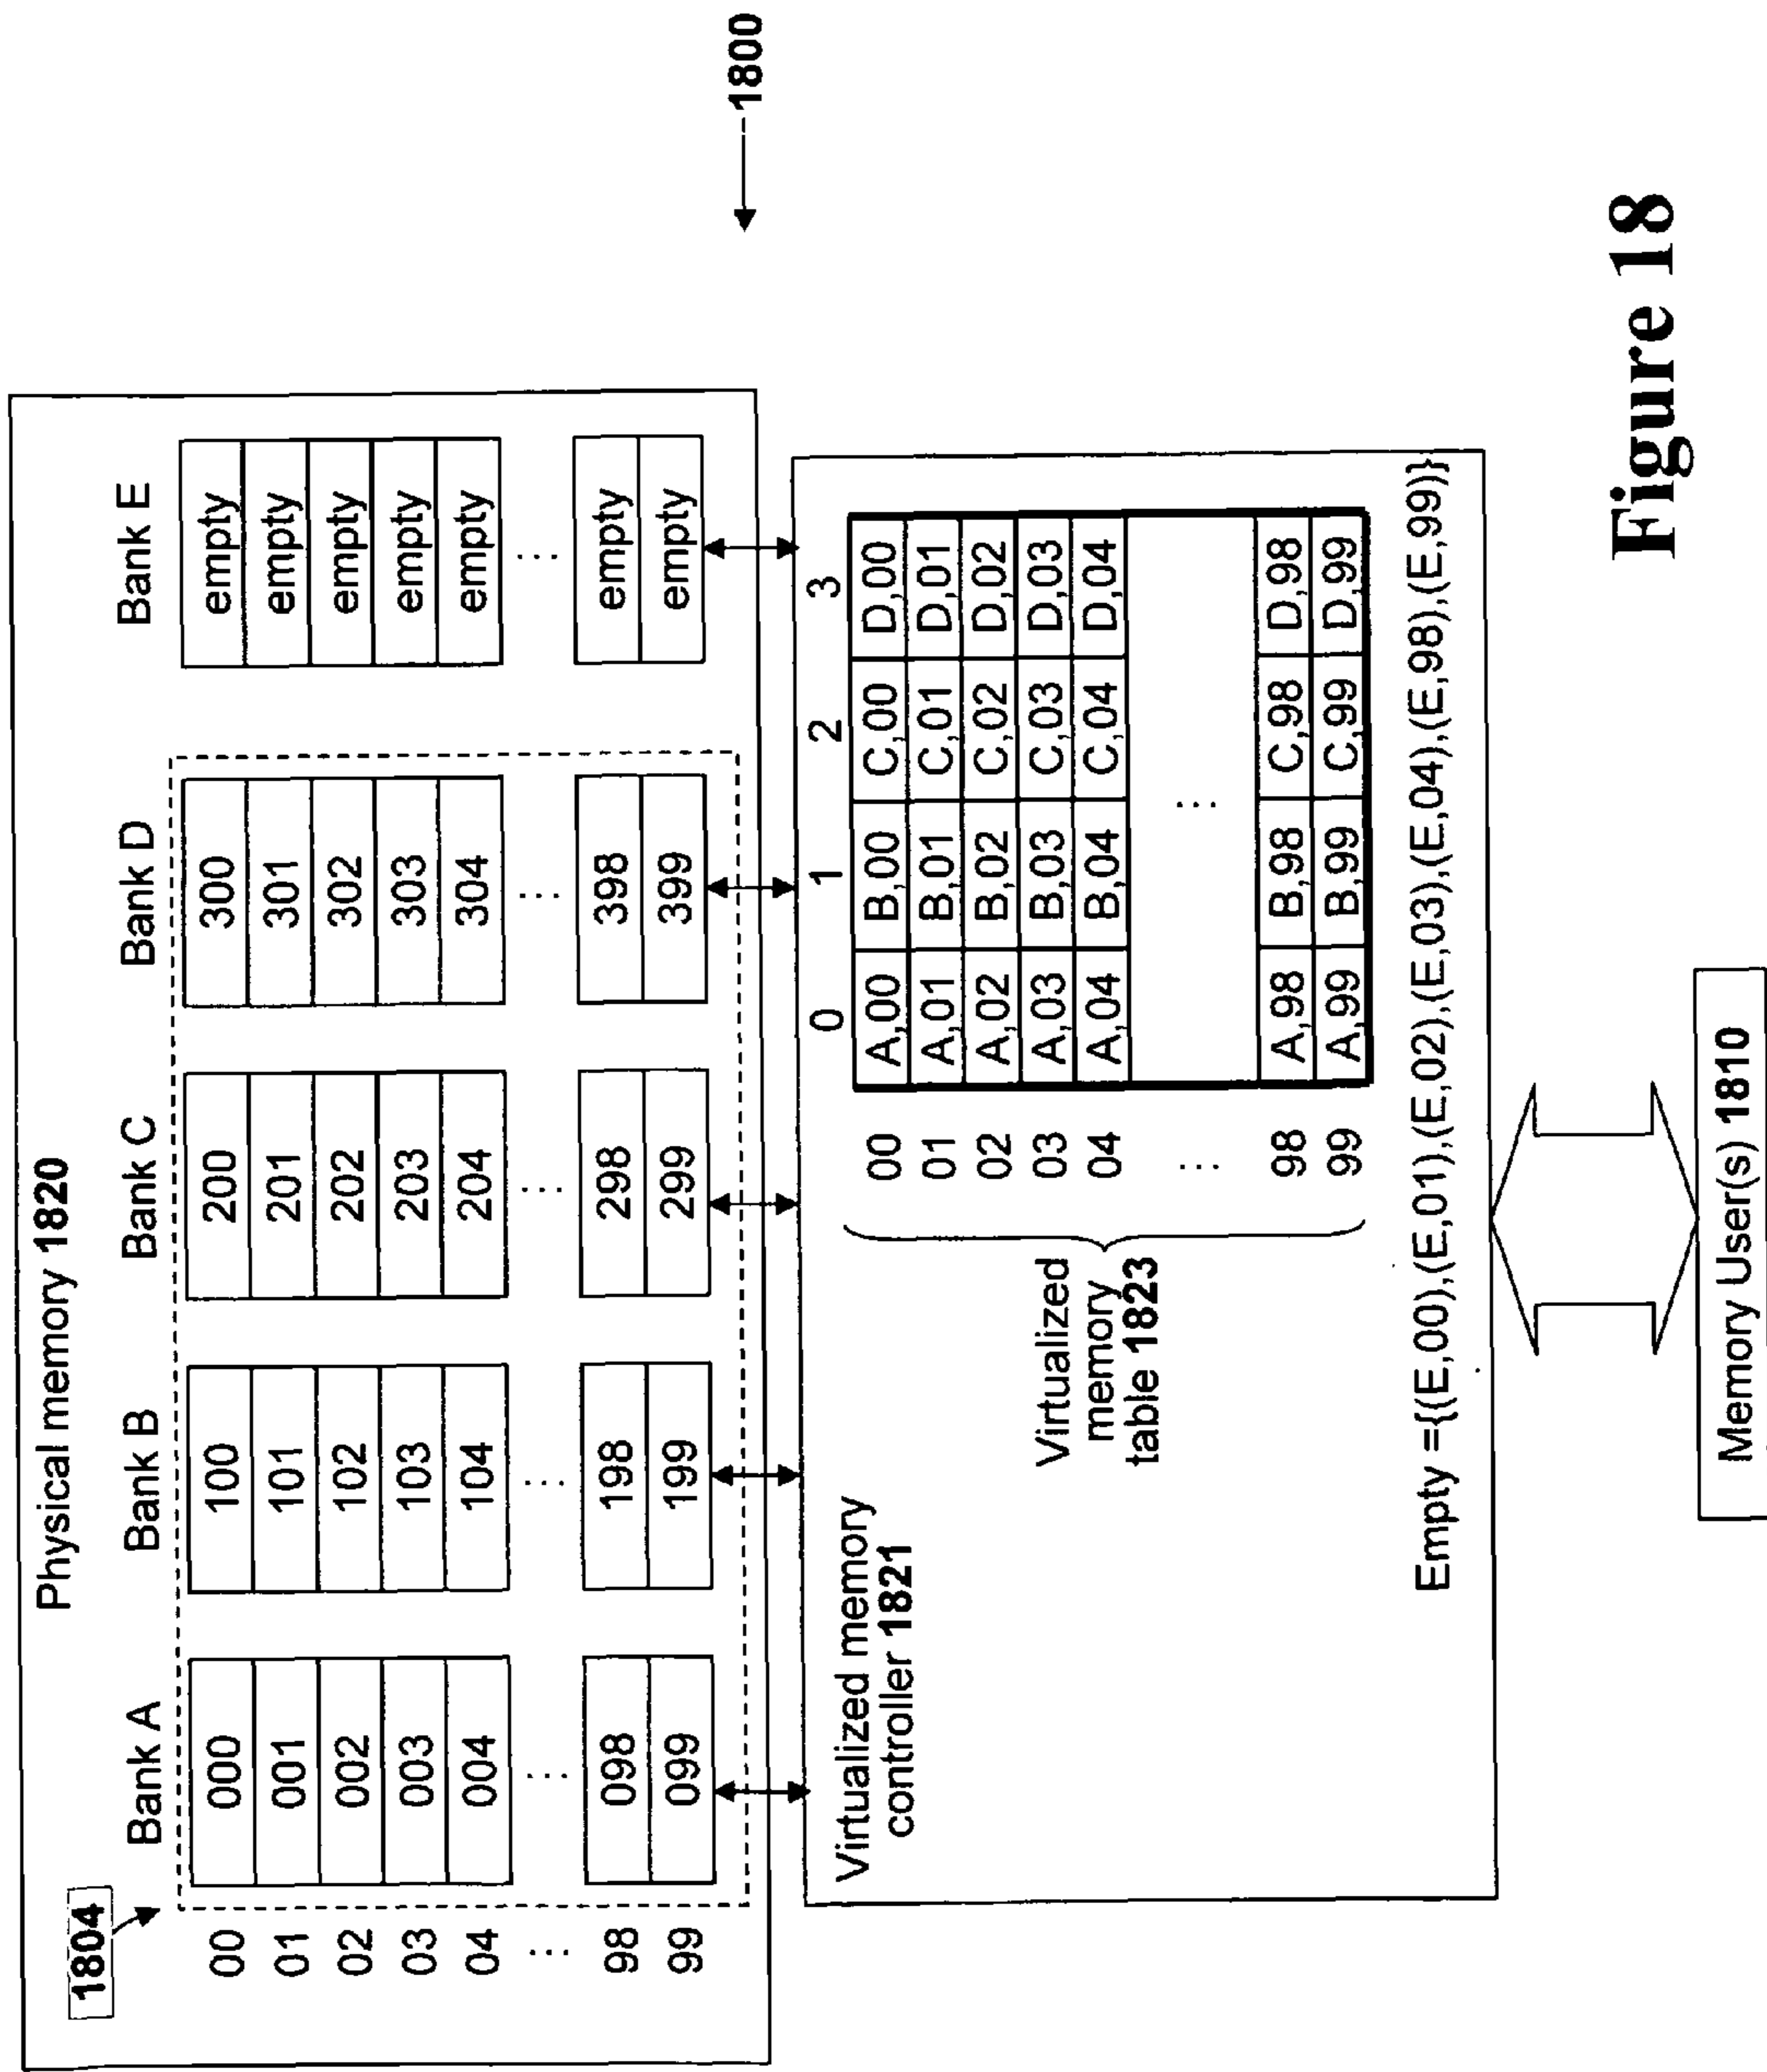 Physical memory 1820
1804
Bank A Bank B Bank C Bank D Bank E
00 000 100 200 300 empty
01 001 101 201 301 empty
02 002 102 202 302 empty
03 003 103 203 303 empty
04 004 104 204 304 empty
... ... ... ... ... ...
98 098 198 298 398 empty
99 099 199 299 399 empty
1800
Virtualized memory
controller 1821
Virtualized
memory
table 1823
0 1 2 3
00 A,00 B,00 C,00 D,00
01 A,01 B,01 C,01 D,01
02 A,02 B,02 C,02 D,02
03 A,03 B,03 C,03 D,03
04 A,04 B,04 C,04 D,04
... ...
98 A,98 B,98 C,98 D,98
99 A,99 B,99 C,99 D,99
Empty ={(E,00),(E,01),(E,02),(E,03),(E,04),(E,98),(E,99)}
Memory User(s) 1810
Figure 18